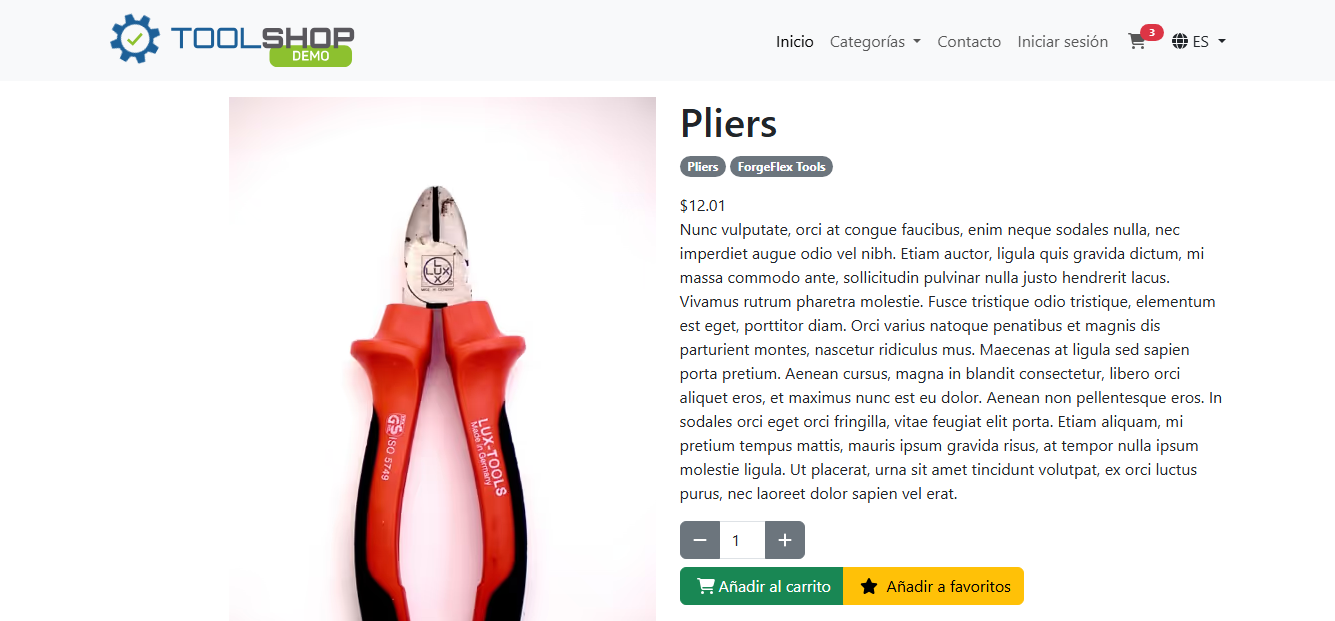 TOOLSHOP
DEMO
Inicio Categorías Contacto Iniciar sesión 3 ES
Pliers
Pliers ForgeFlex Tools
$12.01
Nunc vulputate, orci at congue faucibus, enim neque sodales nulla, nec
imperdiet augue odio vel nibh. Etiam auctor, ligula quis gravida dictum, mi
massa commodo ante, sollicitudin pulvinar nulla justo hendrerit lacus.
Vivamus rutrum pharetra molestie. Fusce tristique odio tristique, elementum
est eget, porttitor diam. Orci varius natoque penatibus et magnis dis
parturient montes, nascetur ridiculus mus. Maecenas at ligula sed sapien
porta pretium. Aenean cursus, magna in blandit consectetur, libero orci
aliquet eros, et maximus nunc est eu dolor. Aenean non pellentesque eros. In
sodales orci eget orci fringilla, vitae feugiat elit porta. Etiam aliquam, mi
pretium tempus mattis, mauris ipsum gravida risus, at tempor nulla ipsum
molestie ligula. Ut placerat, urna sit amet tincidunt volutpat, ex orci luctus
purus, nec laoreet dolor sapien vel erat.
1
Añadir al carrito Añadir a favoritos
LUX
MADE IN GERMANY
GS ISO 5749
LUX-TOOLS
Made in Germany